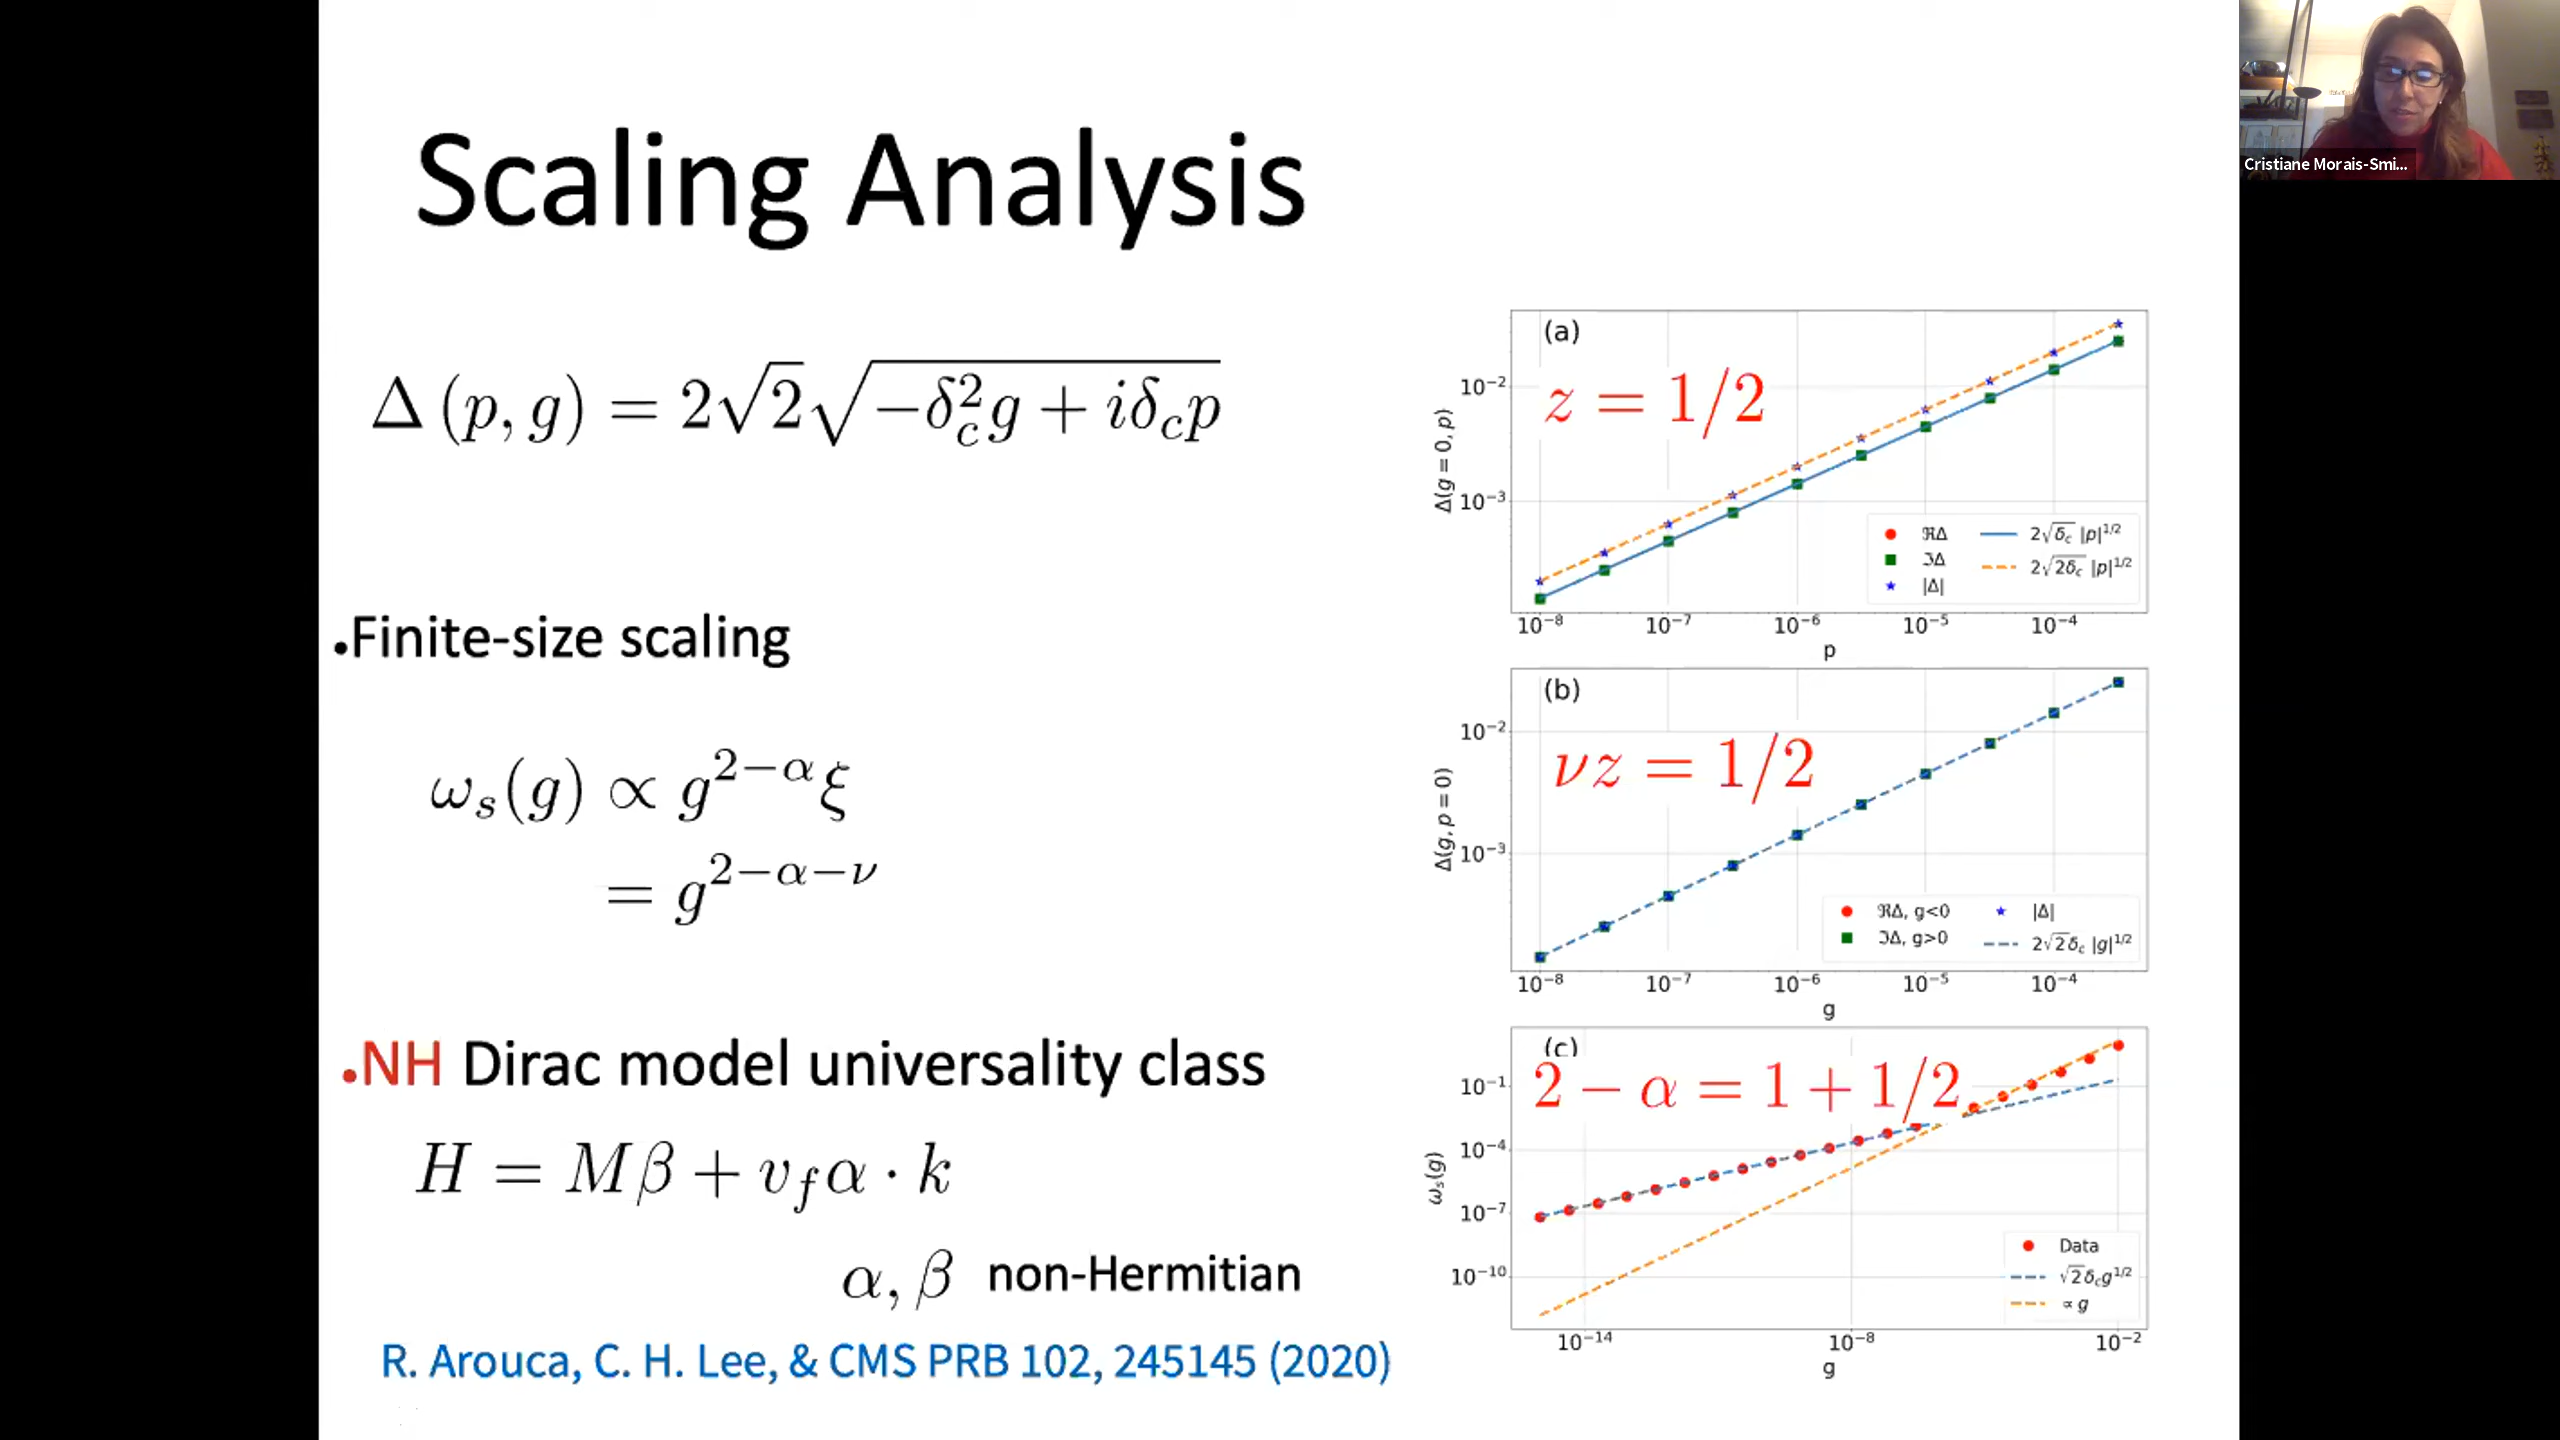 Scaling Analysis
Δ (p, g) = 2√2√−δ_c^2 g + iδ_c p
.Finite-size scaling
ω_s(g) ∝ g^{2−α}ξ
= g^{2−α−ν}
.NH Dirac model universality class
H = Mβ + v_f α · k
α, β non-Hermitian
R. Arouca, C. H. Lee, & CMS PRB 102, 245145 (2020)
(a)
z = 1/2
Δ(g = 0, p)
10⁻²
10⁻³
ℜΔ
ℑΔ
|Δ|
2√δ_c |p|^{1/2}
2√2δ_c |p|^{1/2}
10⁻⁸ 10⁻⁷ 10⁻⁶ 10⁻⁵ 10⁻⁴
p
(b)
νz = 1/2
Δ(g, p = 0)
10⁻²
10⁻³
ℜΔ, g<0
ℑΔ, g>0
|Δ|
2√2δ_c |g|^{1/2}
10⁻⁸ 10⁻⁷ 10⁻⁶ 10⁻⁵ 10⁻⁴
g
(c)
2 − α = 1 + 1/2
ω_s(g)
10⁻¹
10⁻⁴
10⁻⁷
10⁻¹⁰
Data
√2δ_c g^{1/2}
∝ g
10⁻¹⁴ 10⁻⁸ 10⁻²
g
Cristiane Morais-Smi...